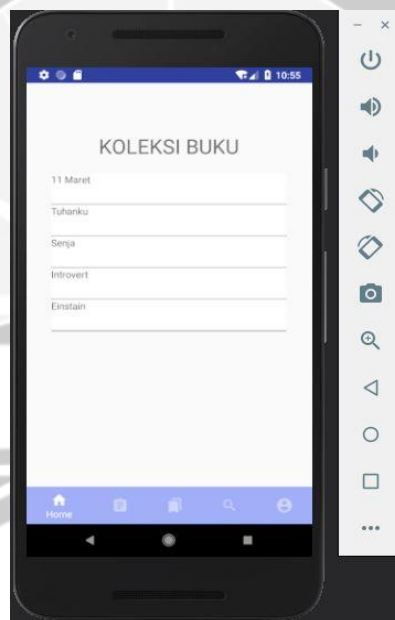 10:55
KOLEKSI BUKU
11 Maret
Tuhanku
Senja
Introvert
Einstain
Home